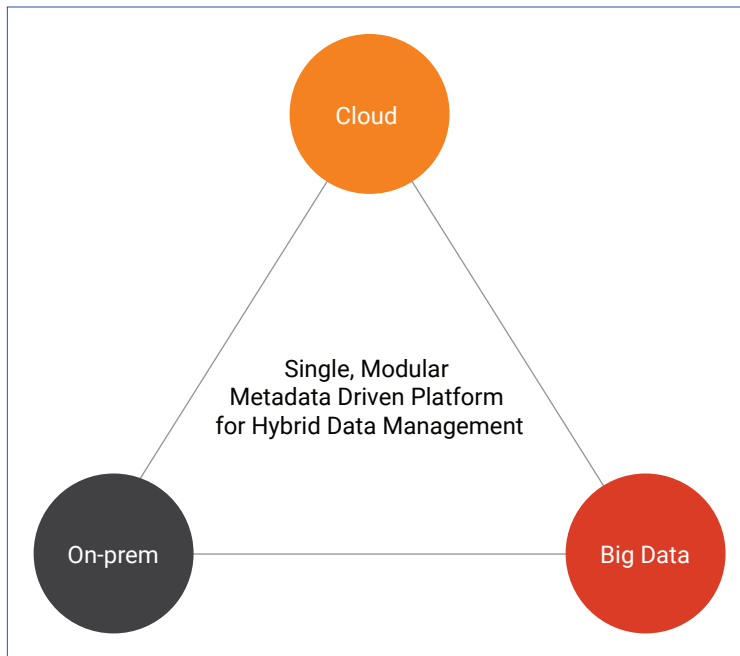 Cloud
Single, Modular
Metadata Driven Platform
for Hybrid Data Management
On-prem
Big Data